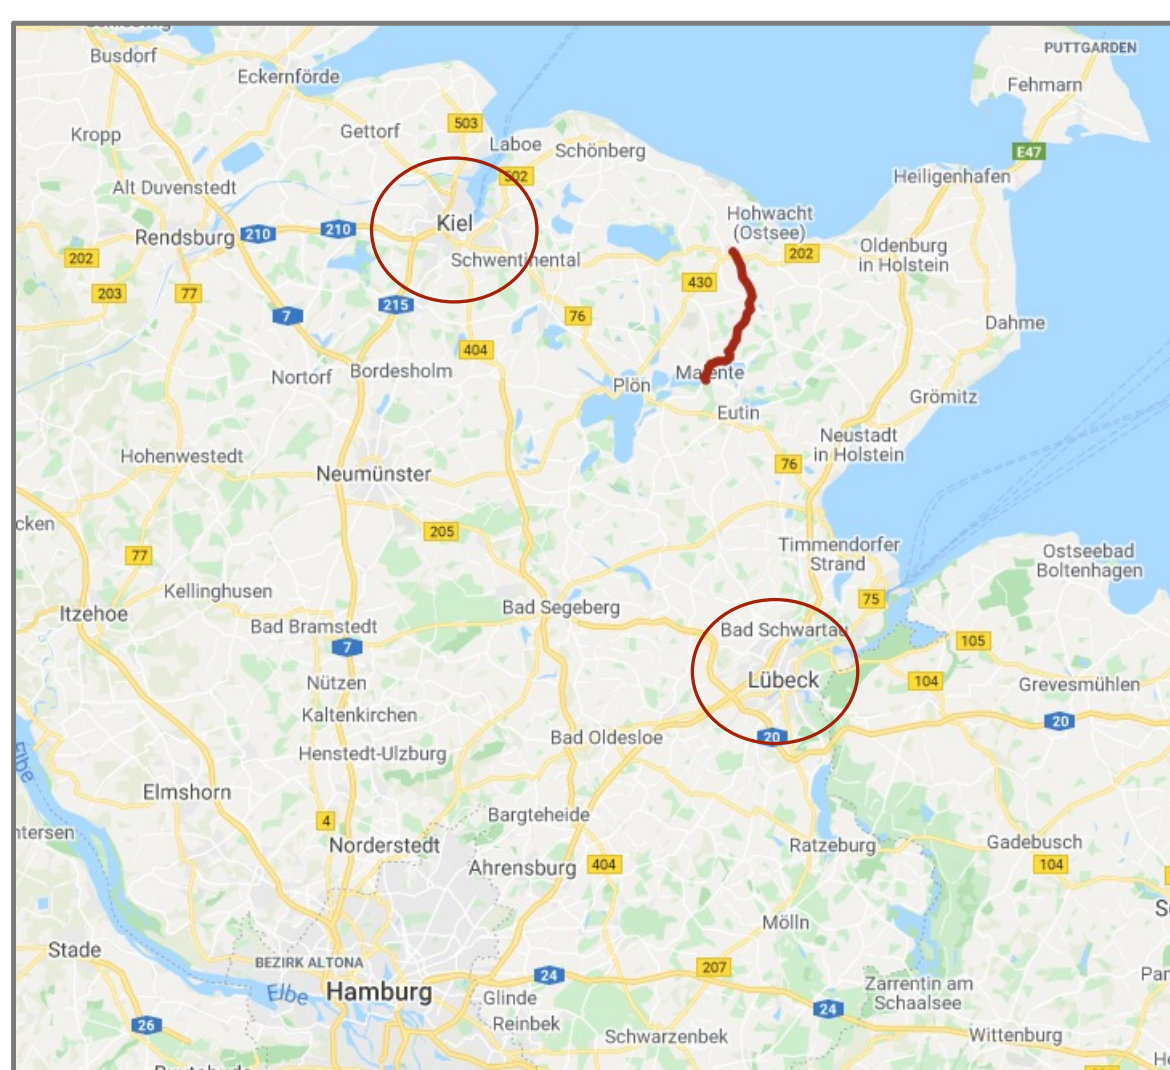 Busdorf
PUTTGARDEN
Eckernförde
Fehmarn
503
Gettorf
Kropp
Laboe
Schönberg
E47
502
Heiligenhafen
Alt Duvenstedt
Hohwacht
(Ostsee)
Kiel
210
210
Rendsburg
202
Oldenburg
in Holstein
202
Schwentinental
430
203
77
215
7
76
Dahme
404
Nortorf
Bordesholm
Malente
Plön
Grömitz
Eutin
Neustadt
in Holstein
Hohenwestedt
76
Neumünster
cken
205
77
Timmendorfer
Strand
Ostseebad
Boltenhagen
Kellinghusen
75
Itzehoe
Bad Segeberg
Bad Bramstedt
Bad Schwartau
105
7
Lübeck
104
Nützen
Grevesmühlen
Kaltenkirchen
20
Bad Oldesloe
20
Henstedt-Ulzburg
Elbe
Elmshorn
Bargteheide
4
ntersen
Norderstedt
Ratzeburg
Gadebusch
Ahrensburg
404
104
Mölln
Stade
BEZIRK ALTONA
207
24
Elbe
Hamburg
Glinde
Zarrentin am
Schaalsee
24
26
Reinbek
Schwarzenbek
Wittenburg